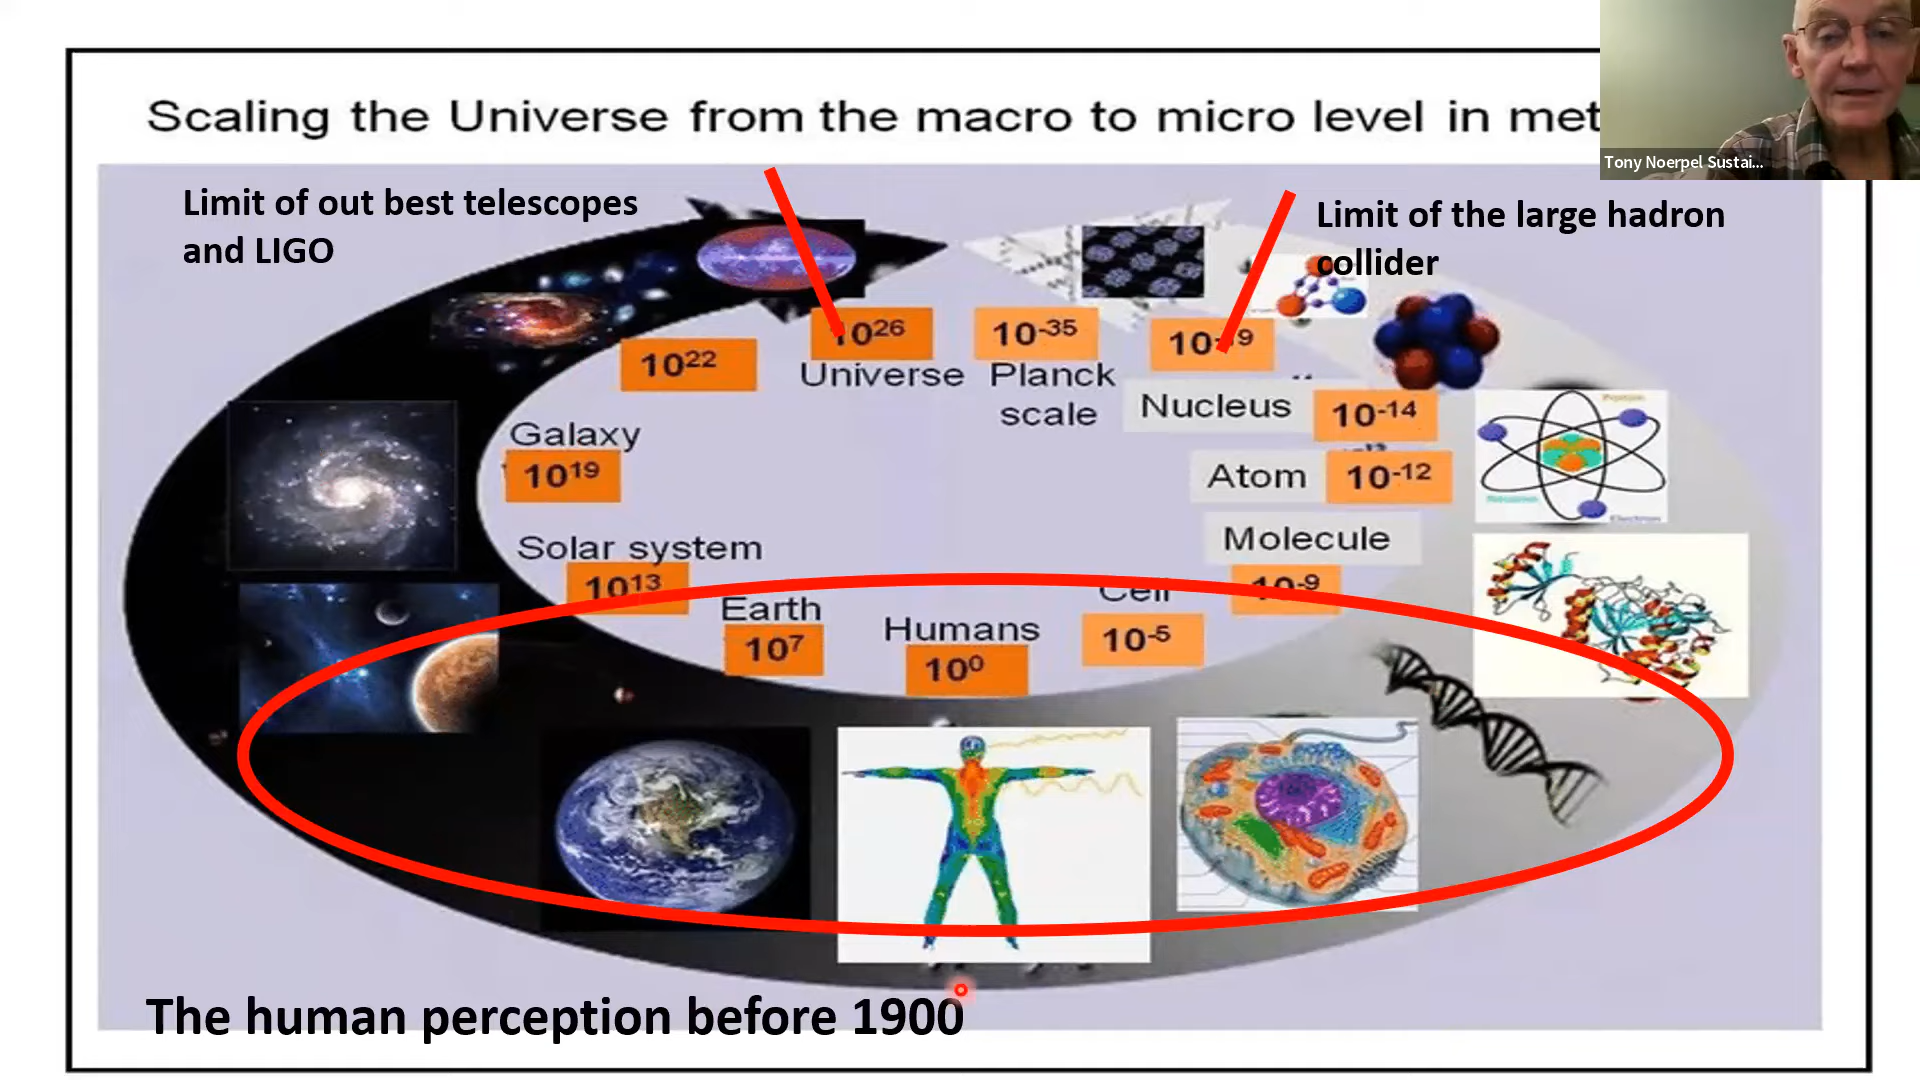 Scaling the Universe from the macro to micro level in met
Tony Noerpel Sustai...
Limit of out best telescopes
and LIGO
Limit of the large hadron
collider
10²⁶
Universe
10⁻³⁵
Planck
scale
10²²
Nucleus
10⁻¹⁴
Galaxy
10¹⁹
Atom
10⁻¹²
Solar system
10¹³
Molecule
10⁻⁹
Earth
10⁷
Humans
10⁰
Cell
10⁻⁵
The human perception before 1900